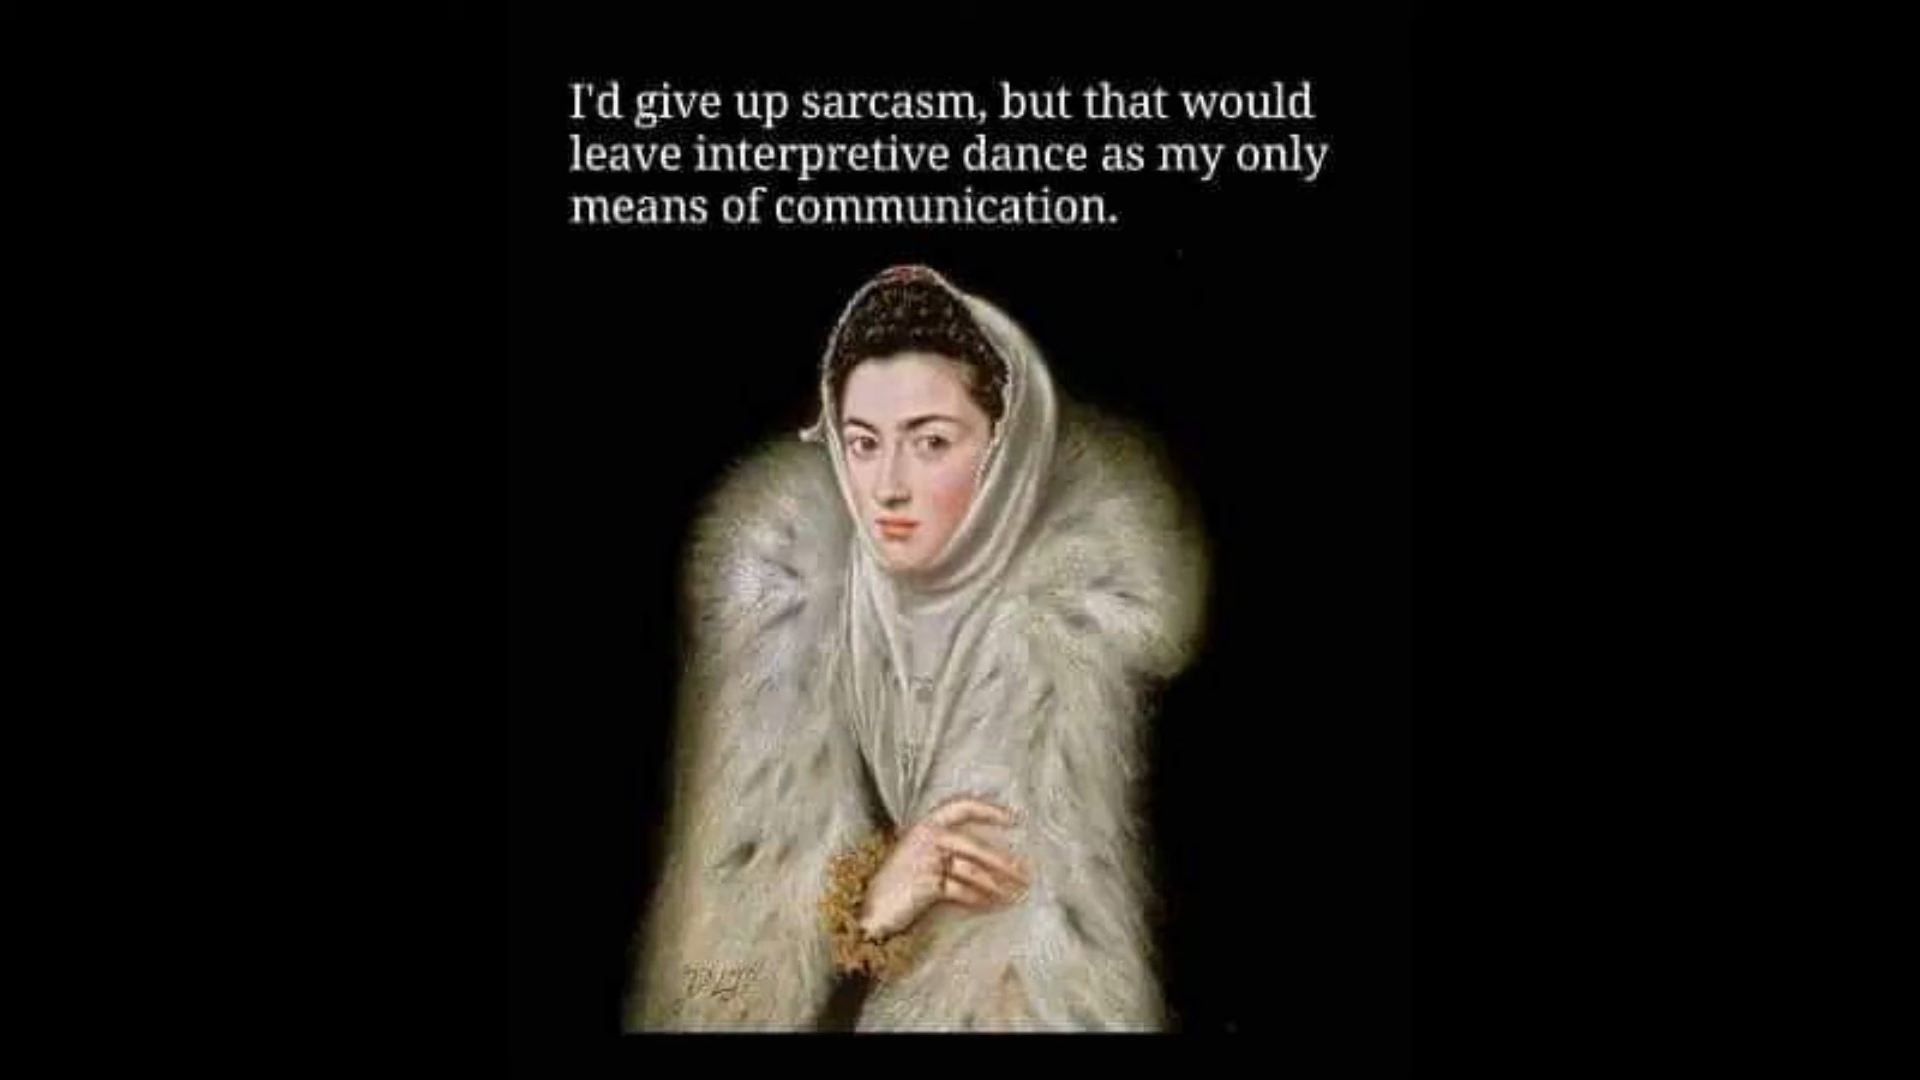 I'd give up sarcasm, but that would
leave interpretive dance as my only
means of communication.